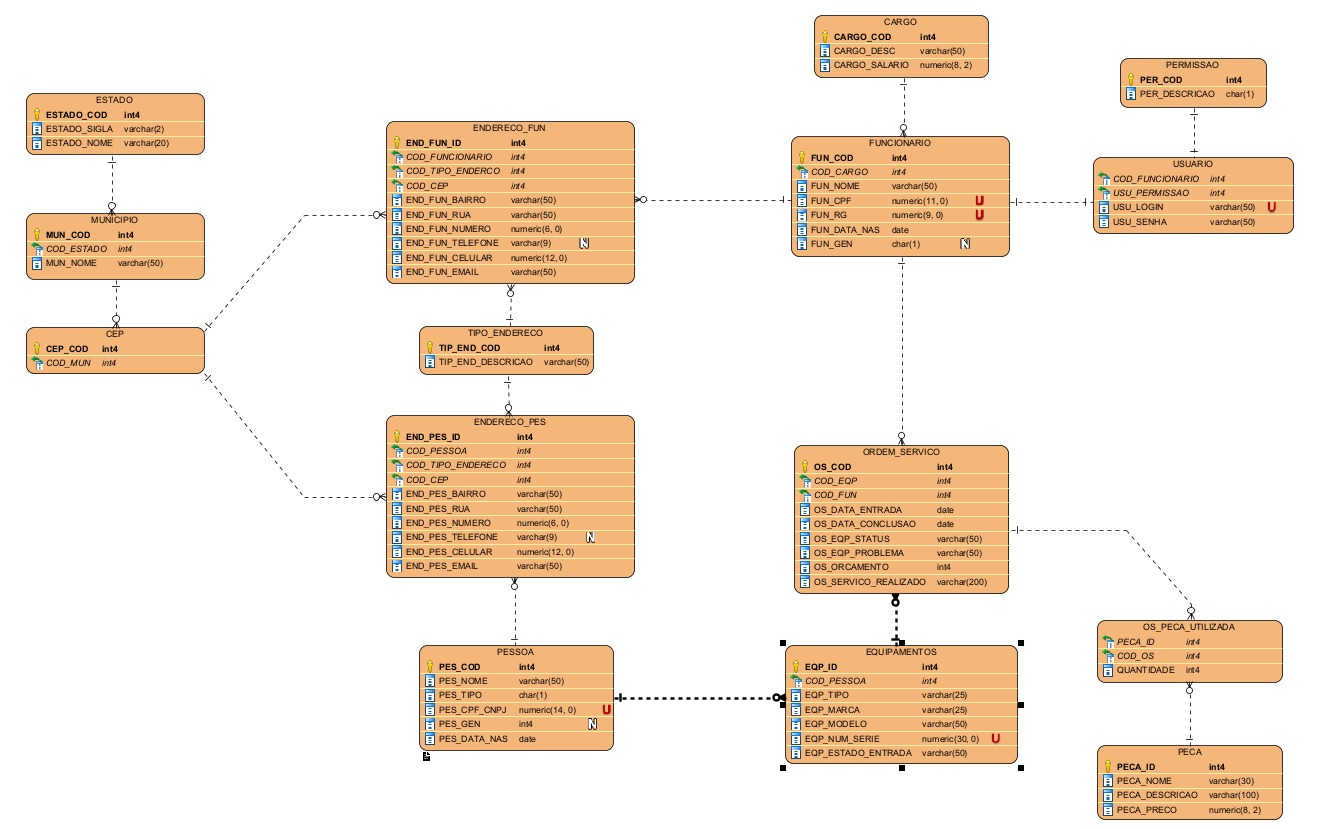 CARGO
CARGO_COD int4
CARGO_DESC varchar(50)
CARGO_SALARIO numeric(8, 2)
PERMISSAO
PER_COD int4
PER_DESCRICAO char(1)
ESTADO
ESTADO_COD int4
ESTADO_SIGLA varchar(2)
ESTADO_NOME varchar(20)
ENDERECO_FUN
END_FUN_ID int4
COD_FUNCIONARIO int4
COD_TIPO_ENDERCO int4
COD_CEP int4
END_FUN_BAIRRO varchar(50)
END_FUN_RUA varchar(50)
END_FUN_NUMERO numeric(6, 0)
END_FUN_TELEFONE varchar(9) N
END_FUN_CELULAR numeric(12, 0)
END_FUN_EMAIL varchar(50)
FUNCIONARIO
FUN_COD int4
COD_CARGO int4
FUN_NOME varchar(50)
FUN_CPF numeric(11, 0) U
FUN_RG numeric(9, 0) U
FUN_DATA_NAS date
FUN_GEN char(1) N
USUÁRIO
COD_FUNCIONARIO int4
USU_PERMISSAO int4
USU_LOGIN varchar(50) U
USU_SENHA varchar(50)
MUNICIPIO
MUN_COD int4
COD_ESTADO int4
MUN_NOME varchar(50)
CEP
CEP_COD int4
COD_MUN int4
TIPO_ENDERECO
TIP_END_COD int4
TIP_END_DESCRICAO varchar(50)
ENDERECO_PES
END_PES_ID int4
COD_PESSOA int4
COD_TIPO_ENDERECO int4
COD_CEP int4
END_PES_BAIRRO varchar(50)
END_PES_RUA varchar(50)
END_PES_NUMERO numeric(6, 0)
END_PES_TELEFONE varchar(9) N
END_PES_CELULAR numeric(12, 0)
END_PES_EMAIL varchar(50)
ORDEM_SERVICO
OS_COD int4
COD_EQP int4
COD_FUN int4
OS_DATA_ENTRADA date
OS_DATA_CONCLUSAO date
OS_EQP_STATUS varchar(50)
OS_EQP_PROBLEMA varchar(50)
OS_ORCAMENTO int4
OS_SERVICO_REALIZADO varchar(200)
OS_PECA_UTILIZADA
PECA_ID int4
COD_OS int4
QUANTIDADE int4
PESSOA
PES_COD int4
PES_NOME varchar(50)
PES_TIPO char(1)
PES_CPF_CNPJ numeric(14, 0) U
PES_GEN int4 N
PES_DATA_NAS date
EQUIPAMENTOS
EQP_ID int4
COD_PESSOA int4
EQP_TIPO varchar(25)
EQP_MARCA varchar(25)
EQP_MODELO varchar(50)
EQP_NUM_SERIE numeric(30, 0) U
EQP_ESTADO_ENTRADA varchar(50)
PECA
PECA_ID int4
PECA_NOME varchar(30)
PECA_DESCRICAO varchar(100)
PECA_PRECO numeric(8, 2)